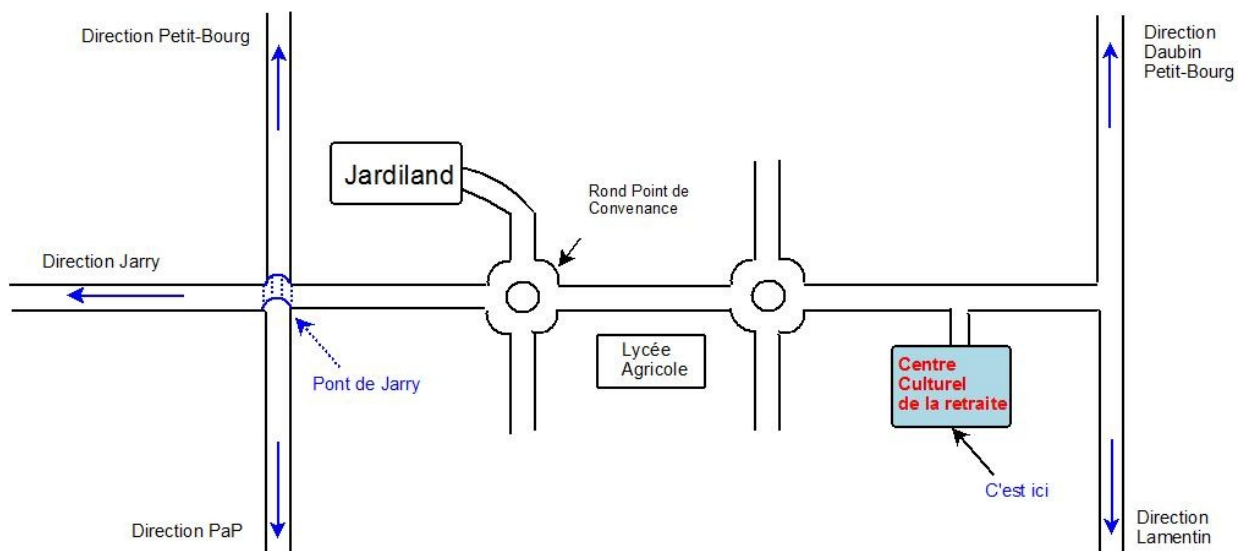 Direction Petit-Bourg
Direction
Daubin
Petit-Bourg
Jardiland
Rond Point de
Convenance
Direction Jarry
Pont de Jarry
Lycée
Agricole
Centre
Culturel
de la retraite
C'est ici
Direction PaP
Direction
Lamentin